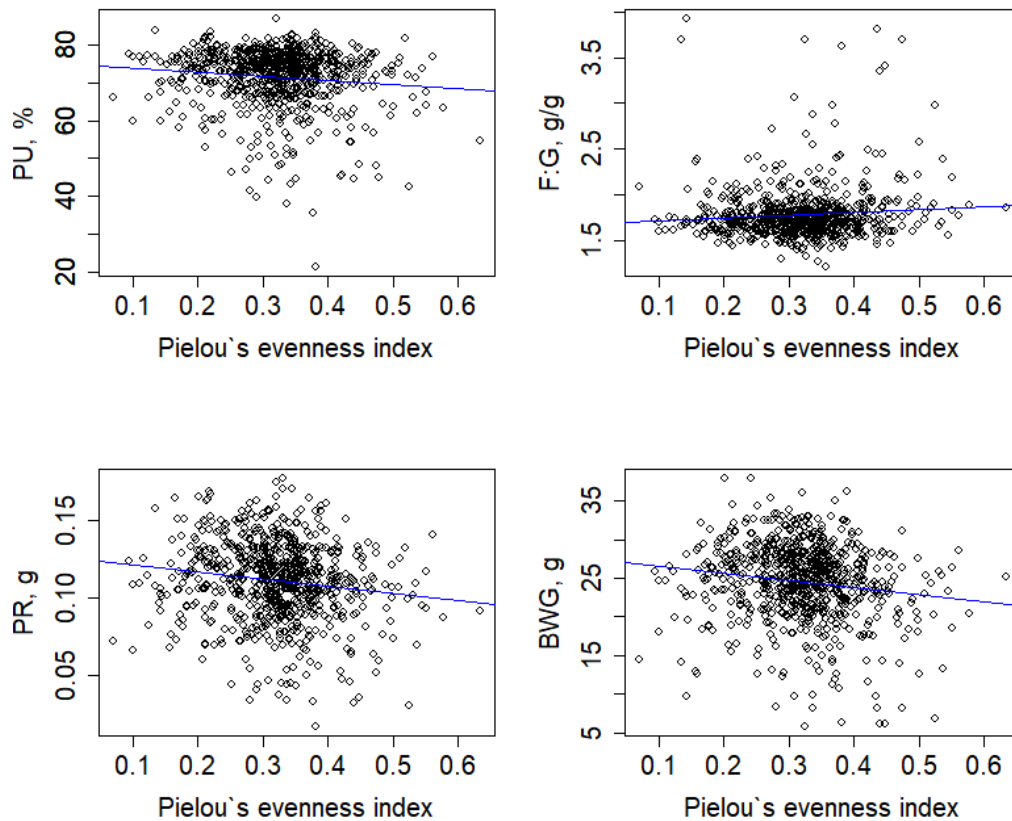 PU, %
80
60
40
20
0.1 0.2 0.3 0.4 0.5 0.6
Pielou`s evenness index
F:G, g/g
3.5
2.5
1.5
0.1 0.2 0.3 0.4 0.5 0.6
Pielou`s evenness index
PR, g
0.15
0.10
0.05
0.1 0.2 0.3 0.4 0.5 0.6
Pielou`s evenness index
BWG, g
35
25
15
5
0.1 0.2 0.3 0.4 0.5 0.6
Pielou`s evenness index